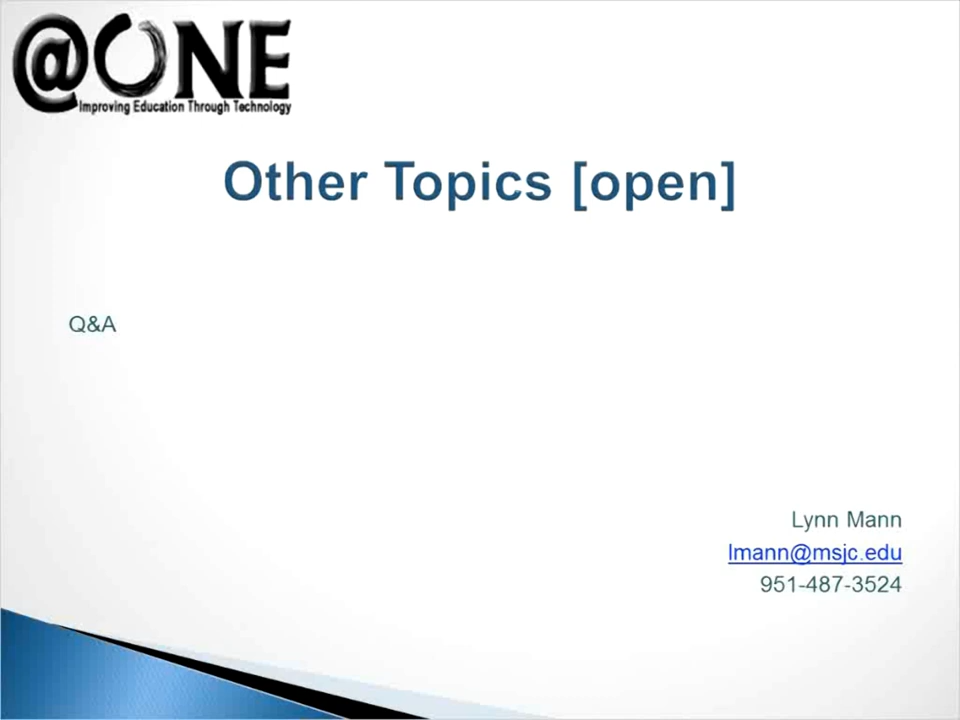 @ONE
Improving Education Through Technology
Other Topics [open]
Q&A
Lynn Mann
lmann@msjc.edu
951-487-3524